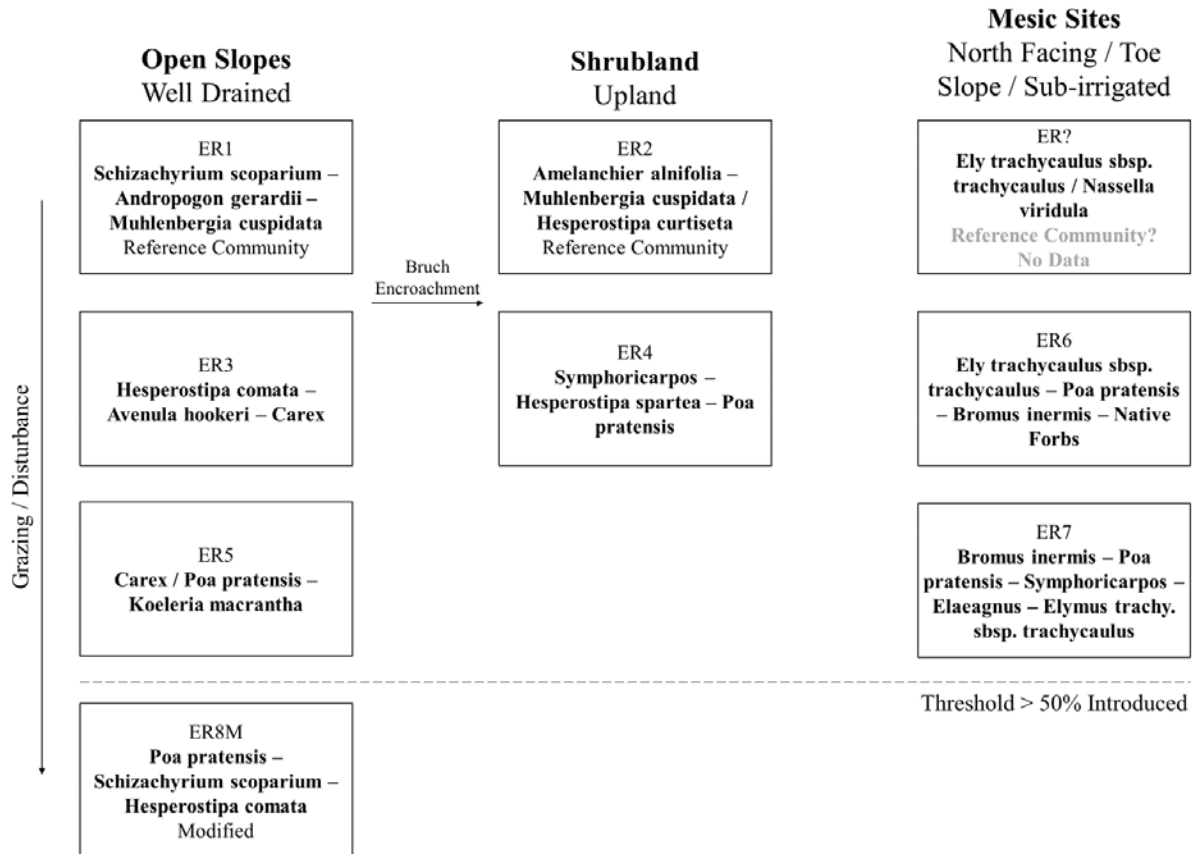 Open Slopes
Well Drained
Shrubland
Upland
Mesic Sites
North Facing / Toe
Slope / Sub-irrigated
Grazing / Disturbance
ER1
Schizachyrium scoparium –
Andropogon gerardii –
Muhlenbergia cuspidata
Reference Community
Bruch
Encroachment
ER2
Amelanchier alnifolia –
Muhlenbergia cuspidata /
Hesperostipa curtiseta
Reference Community
ER?
Ely trachycaulus sbsp.
trachycaulus / Nassella
viridula
Reference Community?
No Data
ER3
Hesperostipa comata –
Avenula hookeri – Carex
ER4
Symphoricarpos –
Hesperostipa spartea – Poa
pratensis
ER6
Ely trachycaulus sbsp.
trachycaulus – Poa pratensis
– Bromus inermis – Native
Forbs
ER5
Carex / Poa pratensis –
Koeleria macrantha
ER7
Bromus inermis – Poa
pratensis – Symphoricarpos –
Elaeagnus – Elymus trachy.
sbsp. trachycaulus
Threshold > 50% Introduced
ER8M
Poa pratensis –
Schizachyrium scoparium –
Hesperostipa comata
Modified